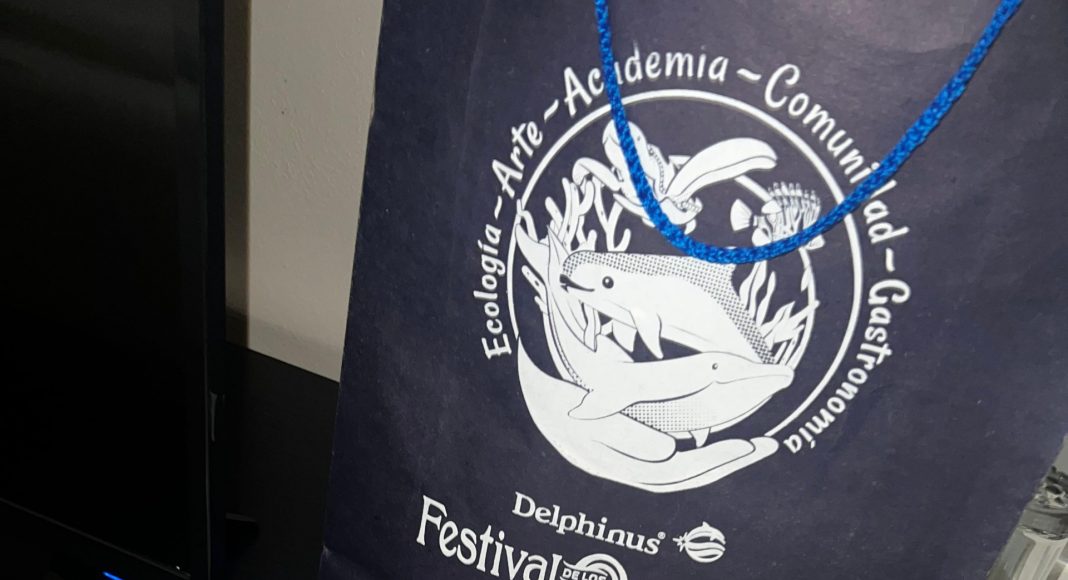 Ecología~Arte~Academia~Comunidad~Gastronomía
Delphinus®
Festival
DE LOS